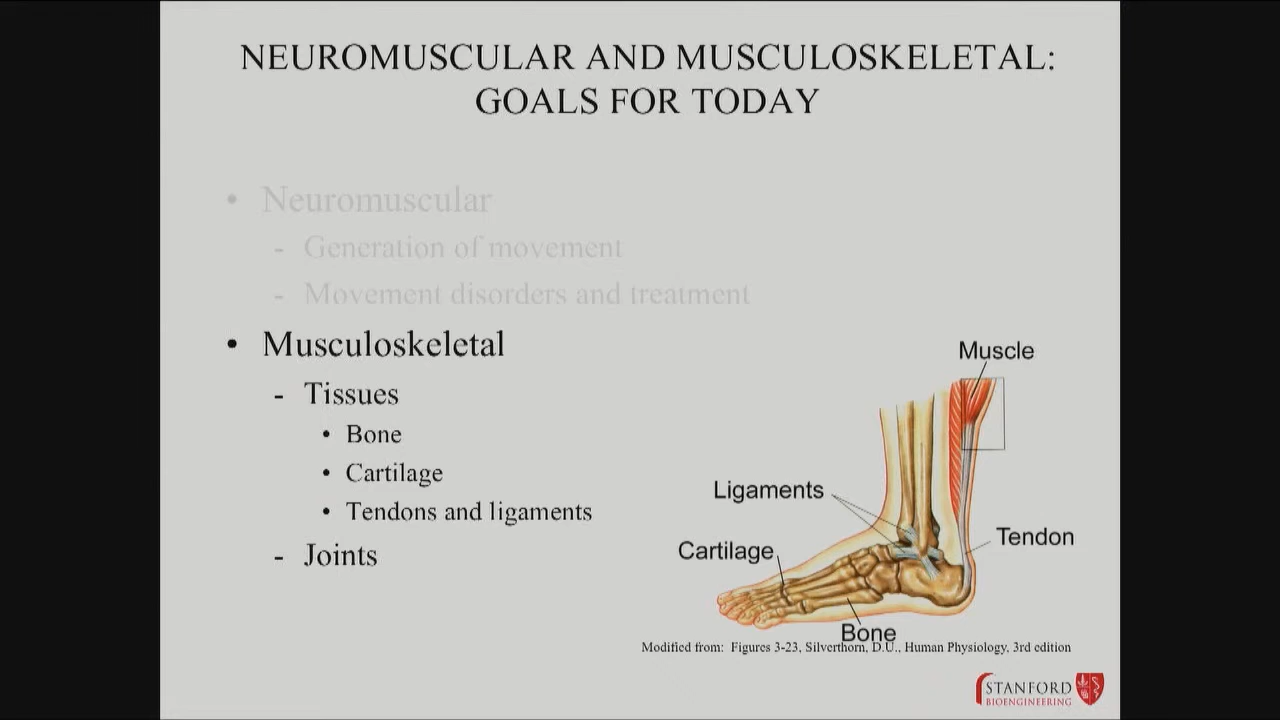 NEUROMUSCULAR AND MUSCULOSKELETAL:
GOALS FOR TODAY
• Neuromuscular
- Generation of movement
- Movement disorders and treatment
• Musculoskeletal
- Tissues
• Bone
• Cartilage
• Tendons and ligaments
- Joints
Muscle
Ligaments
Tendon
Cartilage
Bone
Modified from: Figures 3-23, Silverthorn, D.U., Human Physiology, 3rd edition
STANFORD
BIOENGINEERING